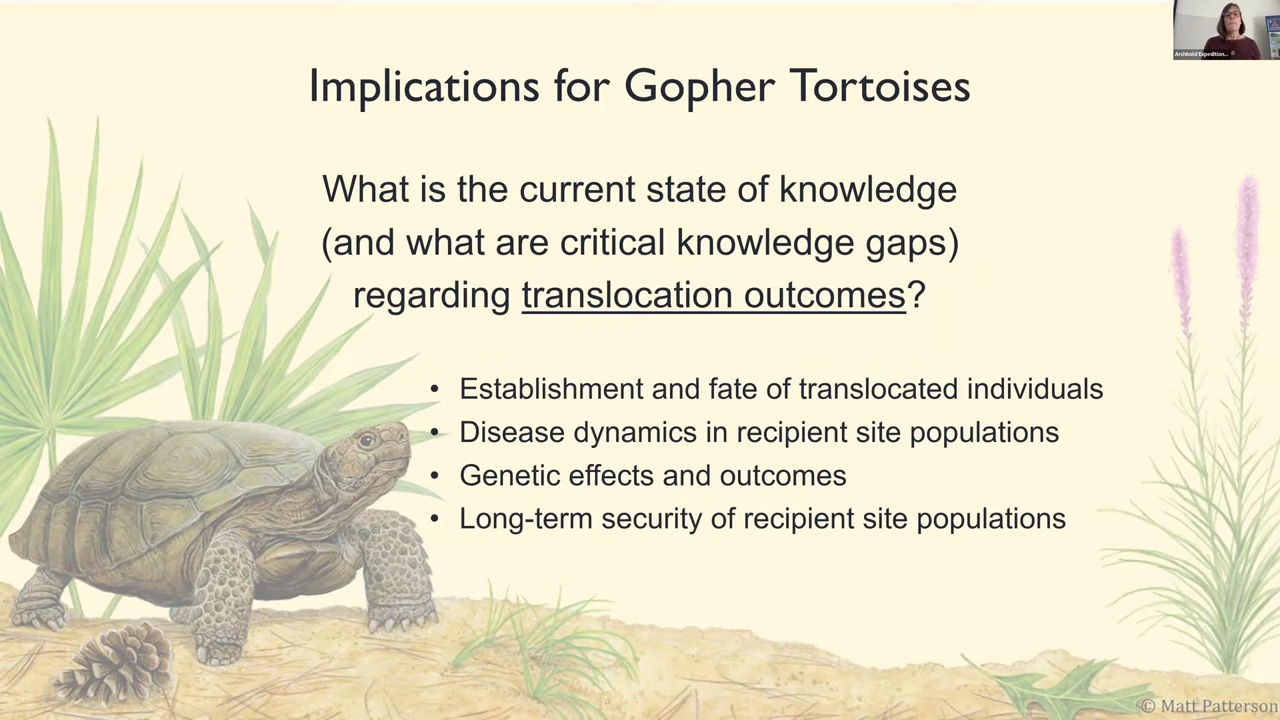 Archbold Expedition...
Implications for Gopher Tortoises
What is the current state of knowledge
(and what are critical knowledge gaps)
regarding translocation outcomes?
• Establishment and fate of translocated individuals
• Disease dynamics in recipient site populations
• Genetic effects and outcomes
• Long-term security of recipient site populations
© Matt Patterson